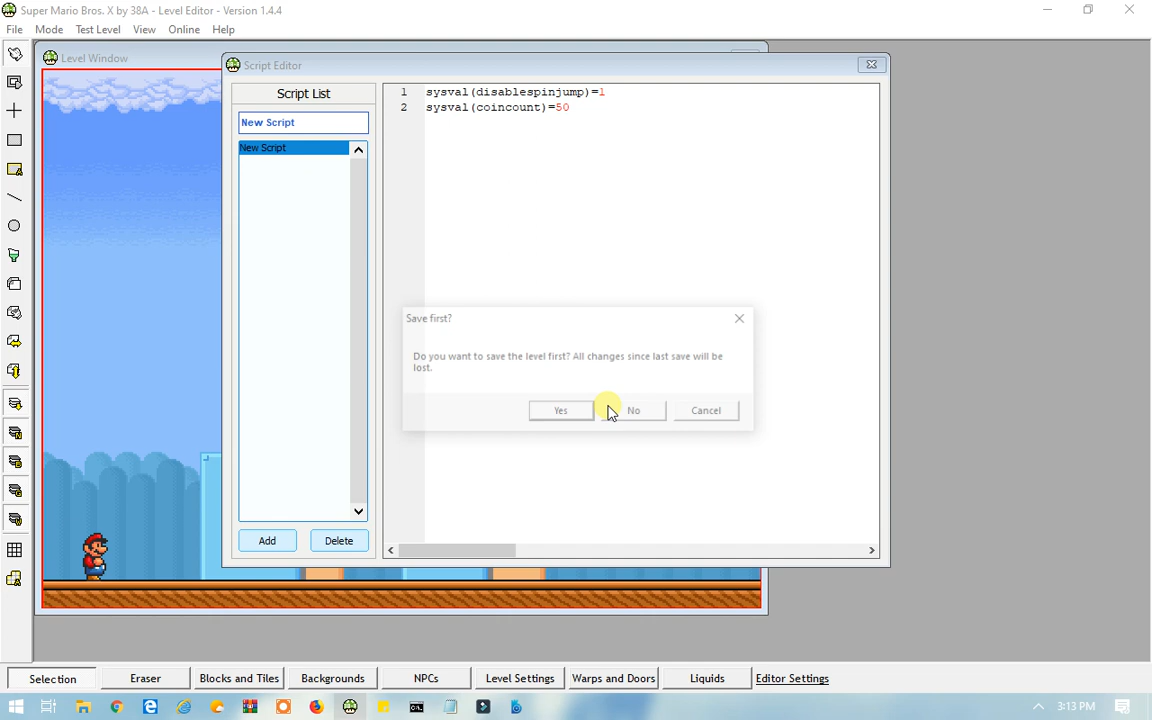 Super Mario Bros. X by 38A - Level Editor - Version 1.4.4
File Mode Test Level View Online Help
Level Window
Script Editor
Script List
New Script
New Script
1 sysval(disablespinjump)=1
2 sysval(coincount)=50
Save first?
Do you want to save the level first? All changes since last save will be
lost.
Yes No Cancel
Add Delete
Selection Eraser Blocks and Tiles Backgrounds NPCs Level Settings Warps and Doors Liquids Editor Settings
3:13 PM